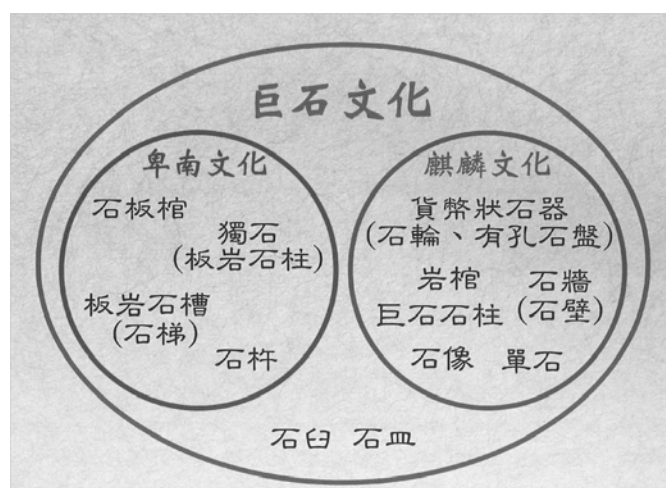 巨石文化
卑南文化
石板棺
獨石
(板岩石柱)
板岩石槽
(石梯)
石杵
麒麟文化
貨幣狀石器
(石輪、有孔石盤)
岩棺
石牆
(石壁)
巨石石柱
石像
單石
石臼 石皿